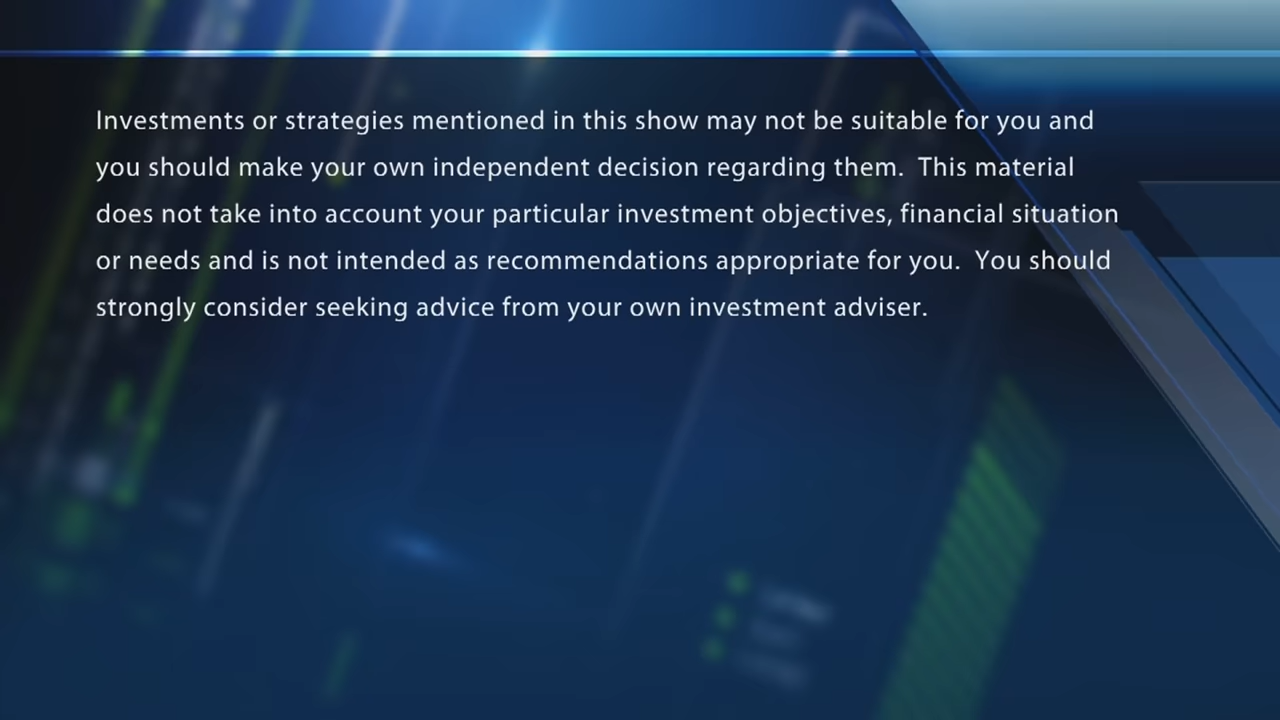 Investments or strategies mentioned in this show may not be suitable for you and
you should make your own independent decision regarding them.  This material
does not take into account your particular investment objectives, financial situation
or needs and is not intended as recommendations appropriate for you.  You should
strongly consider seeking advice from your own investment adviser.